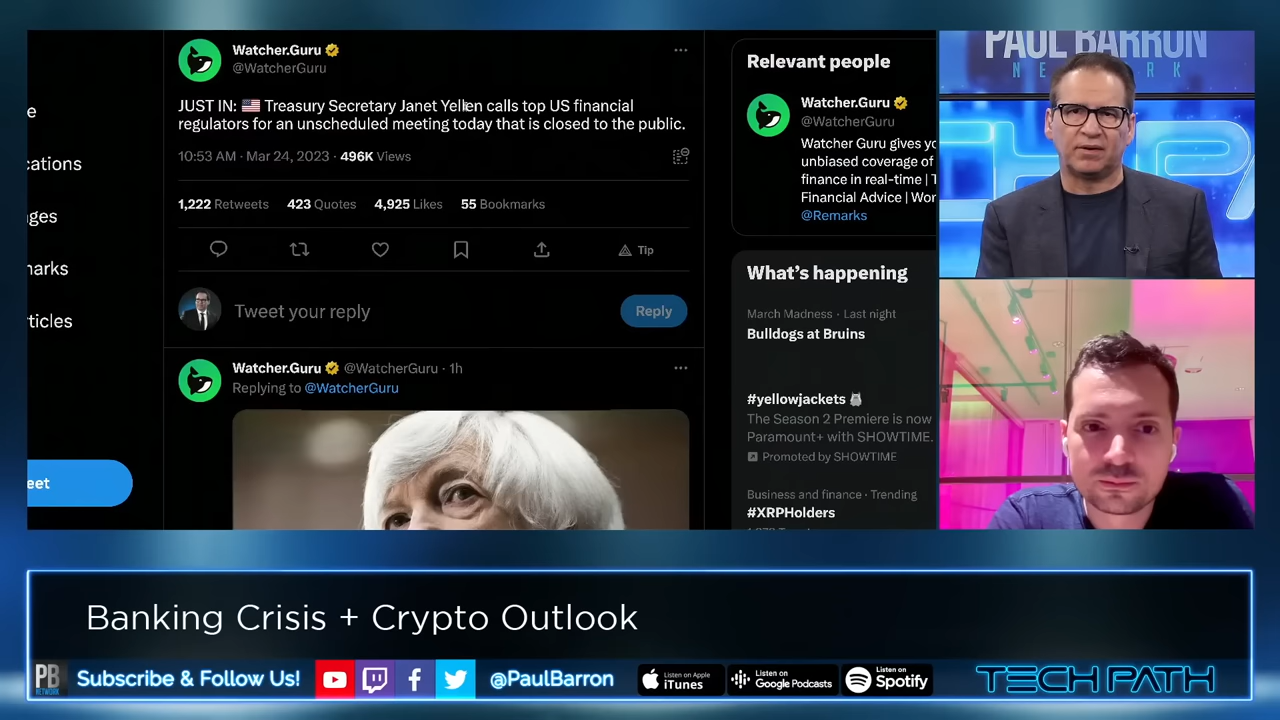 e
cations
ges
narks
rticles
eet
Watcher.Guru
@WatcherGuru
JUST IN: 🇺🇸 Treasury Secretary Janet Yellen calls top US financial
regulators for an unscheduled meeting today that is closed to the public.
10:53 AM · Mar 24, 2023 · 496K Views
1,222 Retweets 423 Quotes 4,925 Likes 55 Bookmarks
Tip
Tweet your reply
Reply
Watcher.Guru @WatcherGuru · 1h
Replying to @WatcherGuru
Relevant people
Watcher.Guru
@WatcherGuru
Watcher Guru gives yo
unbiased coverage of
finance in real-time | T
Financial Advice | Wor
@Remarks
What's happening
March Madness · Last night
Bulldogs at Bruins
#yellowjackets
The Season 2 Premiere is now
Paramount+ with SHOWTIME.
Promoted by SHOWTIME
Business and finance · Trending
#XRPHolders
PAUL BARRON
NETWORK
Banking Crisis + Crypto Outlook
PB
NETWORK
Subscribe & Follow Us!
@PaulBarron
Listen on Apple
iTunes
Listen on
Google Podcasts
Listen on
Spotify
TECH PATH